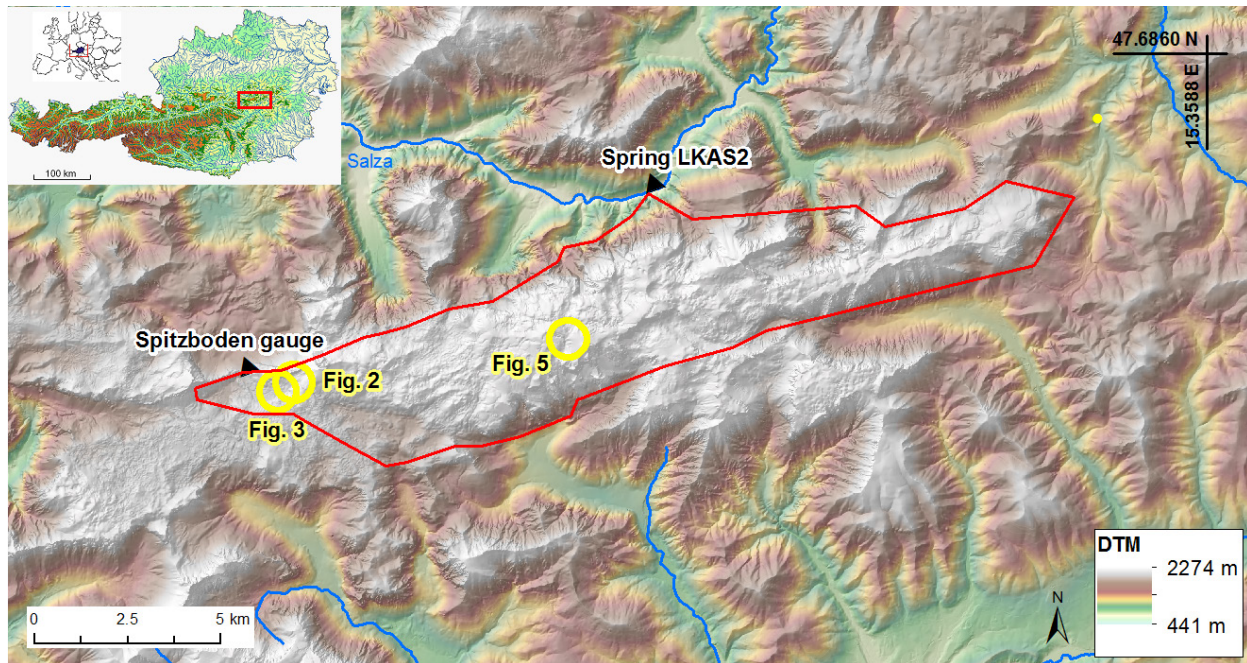 47.6860 N
15.3588 E
100 km
Salza
Spring LKAS2
Spitzboden gauge
Fig. 5
Fig. 2
Fig. 3
DTM
2274 m
441 m
N
0 2.5 5 km